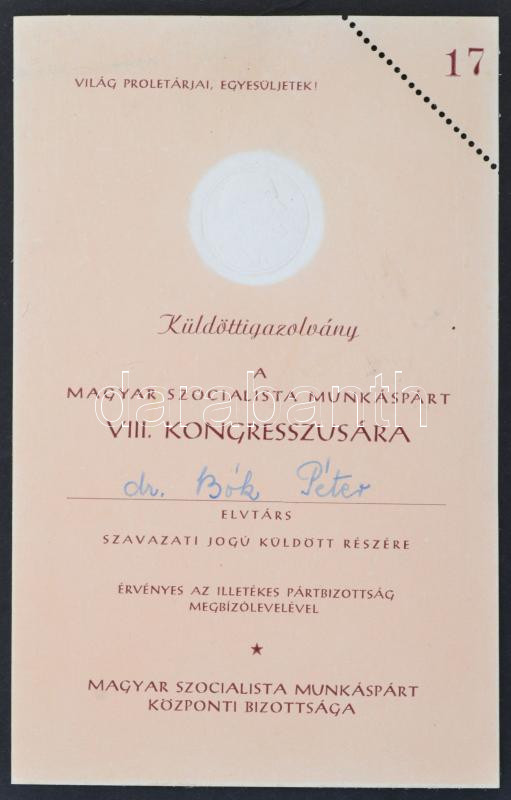 17
VILÁG PROLETÁRJAI, EGYESÜLJETEK!
Küldöttigazolvány
A
MAGYAR SZOCIALISTA MUNKÁSPÁRT
darabanth
VIII. KONGRESSZUSÁRA
dr. Bók Péter
ELVTÁRS
SZAVAZATI JOGÚ KÜLDÖTT RÉSZÉRE
ÉRVÉNYES AZ ILLETÉKES PÁRTBIZOTTSÁG
MEGBÍZÓLEVELÉVEL
MAGYAR SZOCIALISTA MUNKÁSPÁRT
KÖZPONTI BIZOTTSÁGA